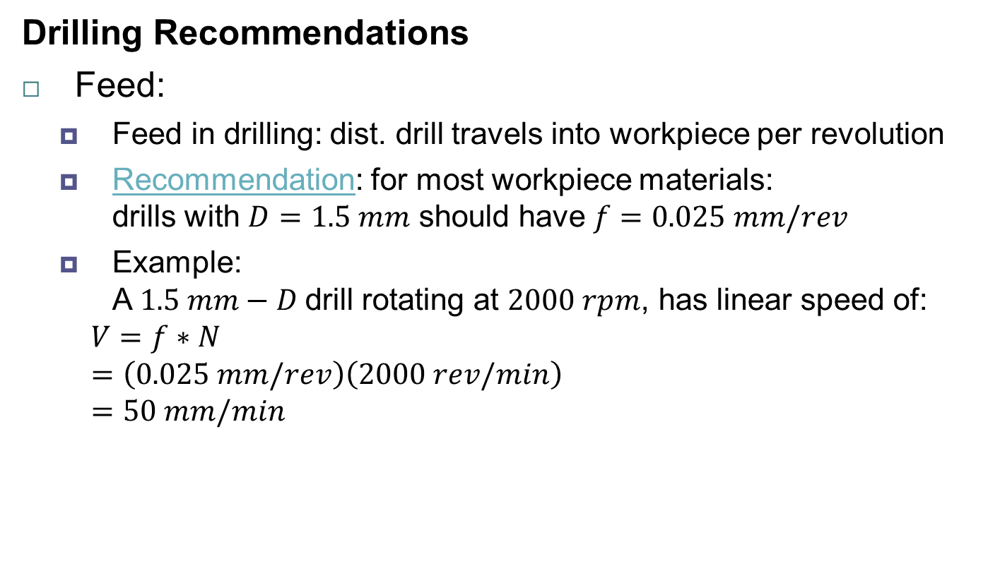 Drilling Recommendations
Feed:
Feed in drilling: dist. drill travels into workpiece per revolution
Recommendation: for most workpiece materials:
drills with D = 1.5 mm should have f = 0.025 mm/rev
Example:
A 1.5 mm − D drill rotating at 2000 rpm, has linear speed of:
V = f ∗ N
= (0.025 mm/rev)(2000 rev/min)
= 50 mm/min